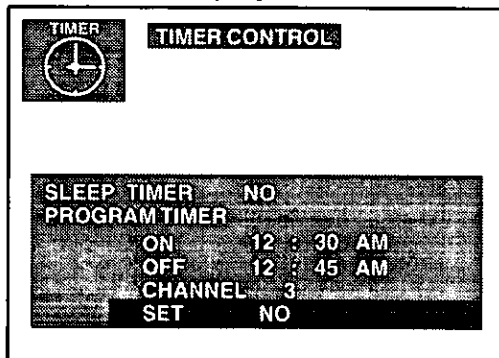 TIMER
TIMER CONTROL
SLEEP TIMER NO
PROGRAM TIMER
ON 12 : 30 AM
OFF 12 : 45 AM
CHANNEL 3
SET NO